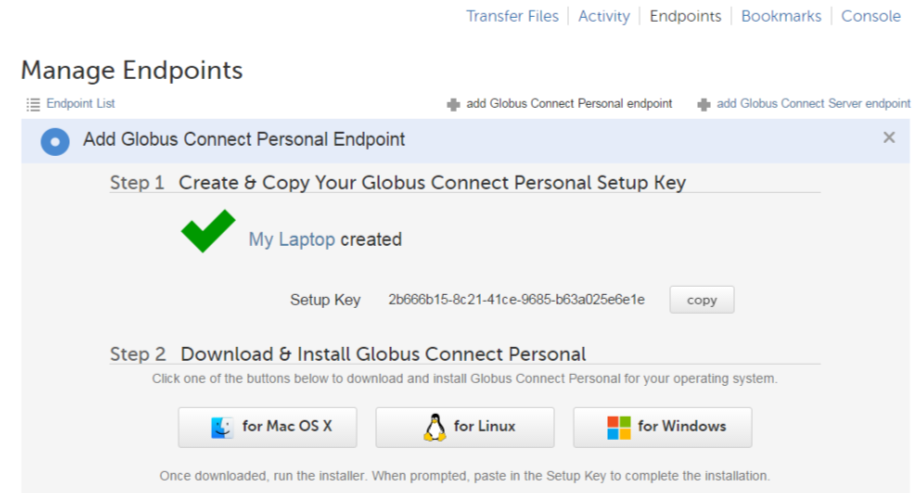 Transfer Files | Activity | Endpoints | Bookmarks | Console
Manage Endpoints
Endpoint List add Globus Connect Personal endpoint add Globus Connect Server endpoint
Add Globus Connect Personal Endpoint ×
Step 1 Create & Copy Your Globus Connect Personal Setup Key
My Laptop created
Setup Key 2b666b15-8c21-41ce-9685-b63a025e6e1e copy
Step 2 Download & Install Globus Connect Personal
Click one of the buttons below to download and install Globus Connect Personal for your operating system.
for Mac OS X for Linux for Windows
Once downloaded, run the installer. When prompted, paste in the Setup Key to complete the installation.